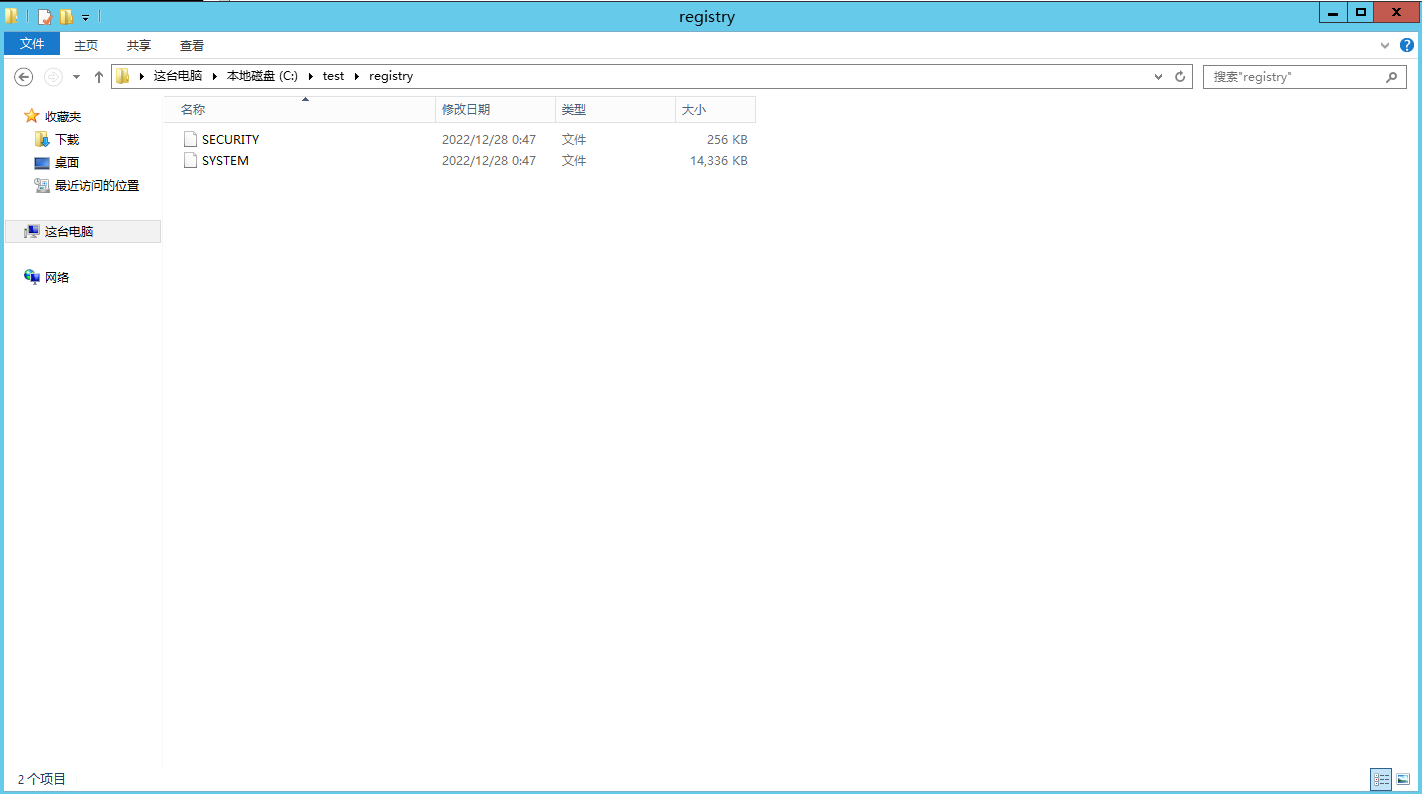 registry
文件 主页 共享 查看
这台电脑 本地磁盘 (C:) test registry 搜索"registry"
收藏夹
下载
桌面
最近访问的位置
这台电脑
网络
名称 修改日期 类型 大小
SECURITY 2022/12/28 0:47 文件 256 KB
SYSTEM 2022/12/28 0:47 文件 14,336 KB
2 个项目